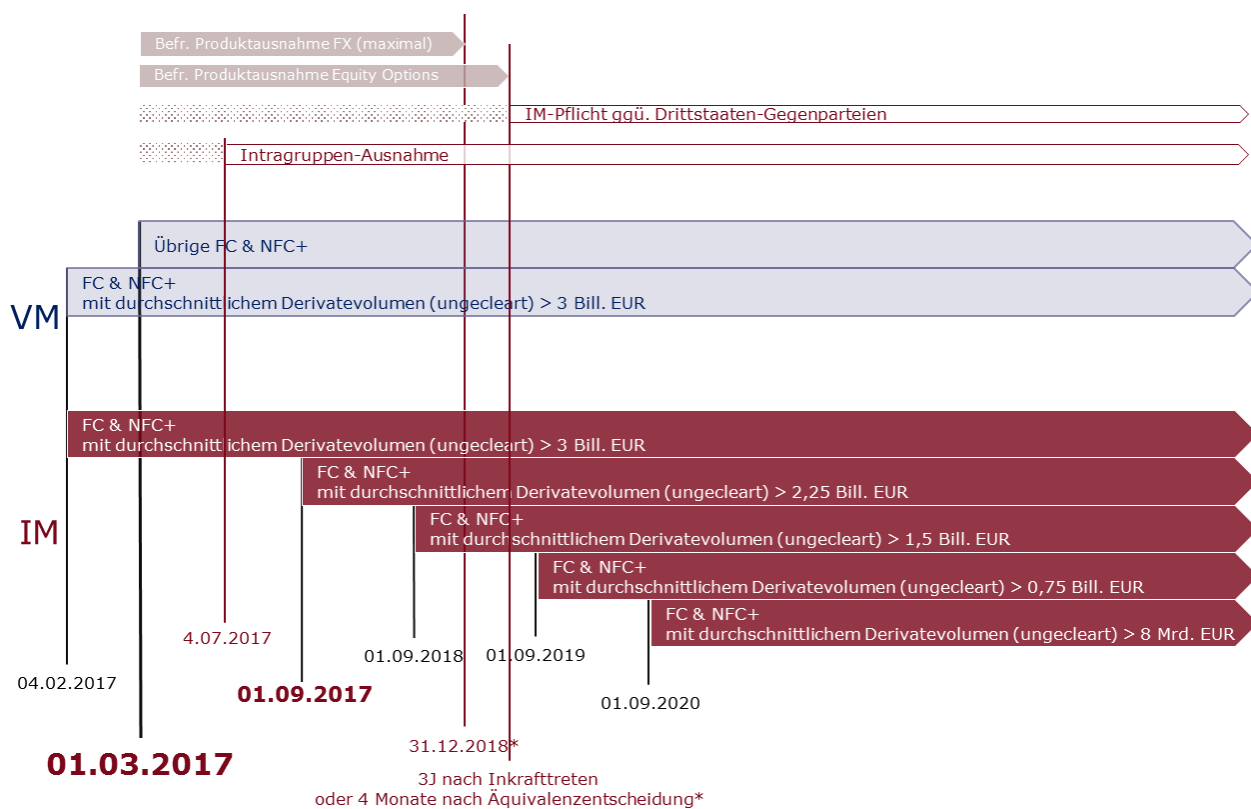 Befr. Produktausnahme FX (maximal)
Befr. Produktausnahme Equity Options
IM-Pflicht ggü. Drittstaaten-Gegenparteien
Intragruppen-Ausnahme
Übrige FC & NFC+
FC & NFC+
mit durchschnittlichem Derivatevolumen (ungecleart) > 3 Bill. EUR
VM
FC & NFC+
mit durchschnittlichem Derivatevolumen (ungecleart) > 3 Bill. EUR
FC & NFC+
mit durchschnittlichem Derivatevolumen (ungecleart) > 2,25 Bill. EUR
IM
FC & NFC+
mit durchschnittlichem Derivatevolumen (ungecleart) > 1,5 Bill. EUR
FC & NFC+
mit durchschnittlichem Derivatevolumen (ungecleart) > 0,75 Bill. EUR
FC & NFC+
mit durchschnittlichem Derivatevolumen (ungecleart) > 8 Mrd. EUR
4.07.2017
01.09.2018
01.09.2019
04.02.2017
01.09.2017
01.09.2020
01.03.2017
31.12.2018*
3J nach Inkrafttreten
oder 4 Monate nach Äquivalenzentscheidung*